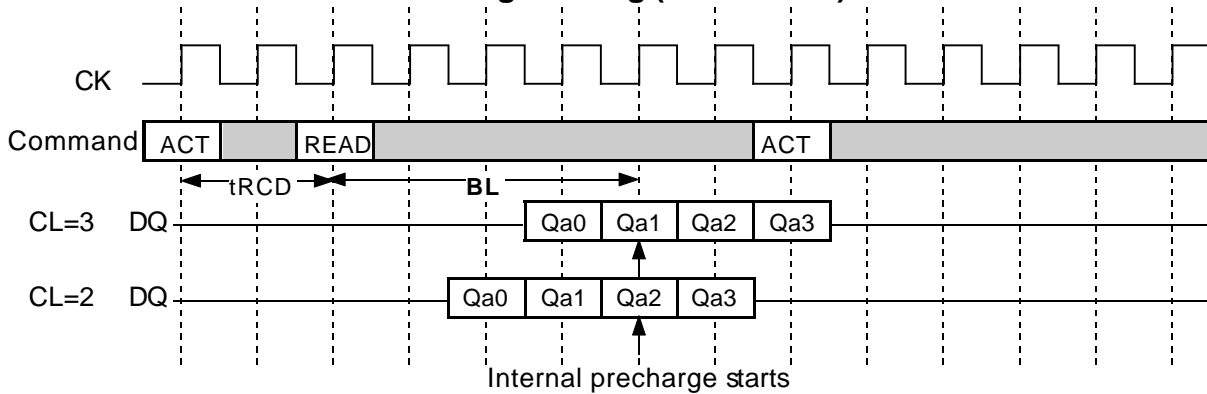 CK
Command ACT READ ACT
tRCD BL
CL=3 DQ Qa0 Qa1 Qa2 Qa3
CL=2 DQ Qa0 Qa1 Qa2 Qa3
Internal precharge starts